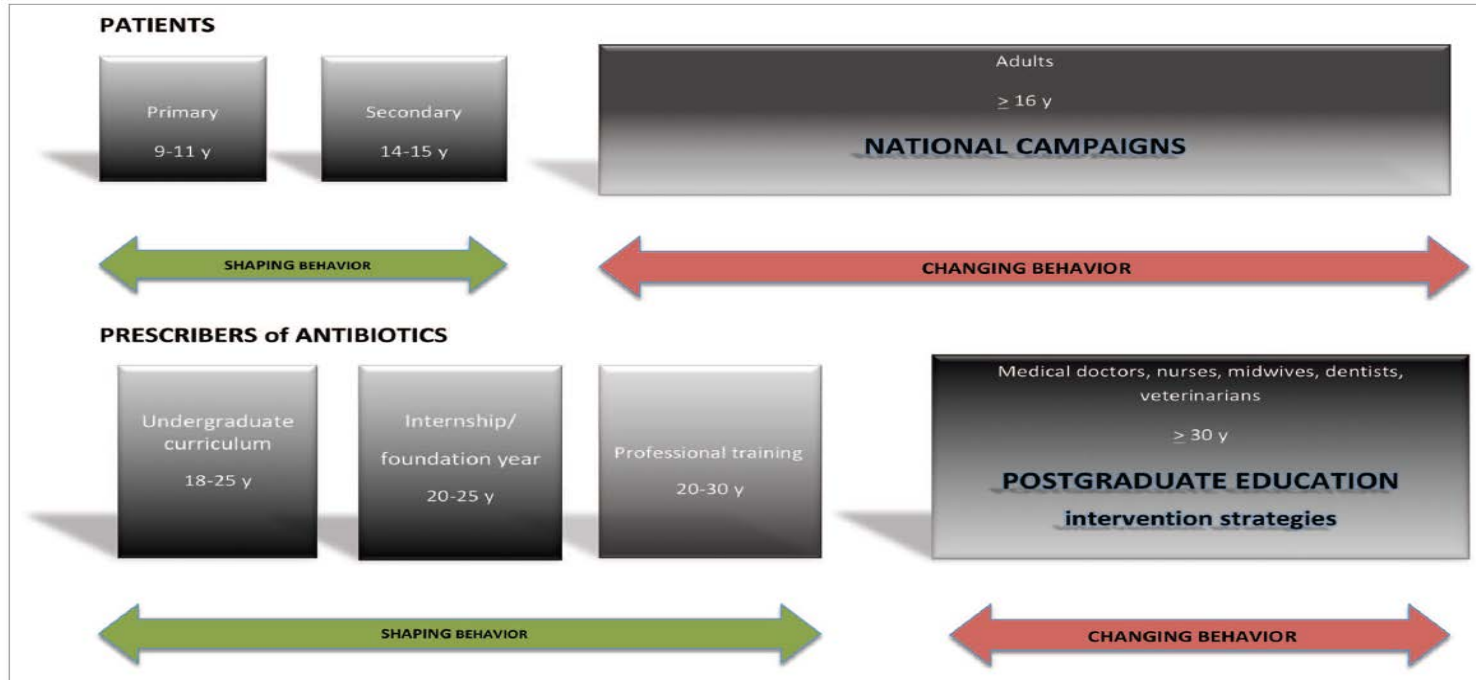 PATIENTS
Primary
9-11 y
Secondary
14-15 y
Adults
≥ 16 y
NATIONAL CAMPAIGNS
SHAPING BEHAVIOR
CHANGING BEHAVIOR
PRESCRIBERS of ANTIBIOTICS
Undergraduate
curriculum
18-25 y
Internship/
foundation year
20-25 y
Professional training
20-30 y
Medical doctors, nurses, midwives, dentists,
veterinarians
≥ 30 y
POSTGRADUATE EDUCATION
intervention strategies
SHAPING BEHAVIOR
CHANGING BEHAVIOR